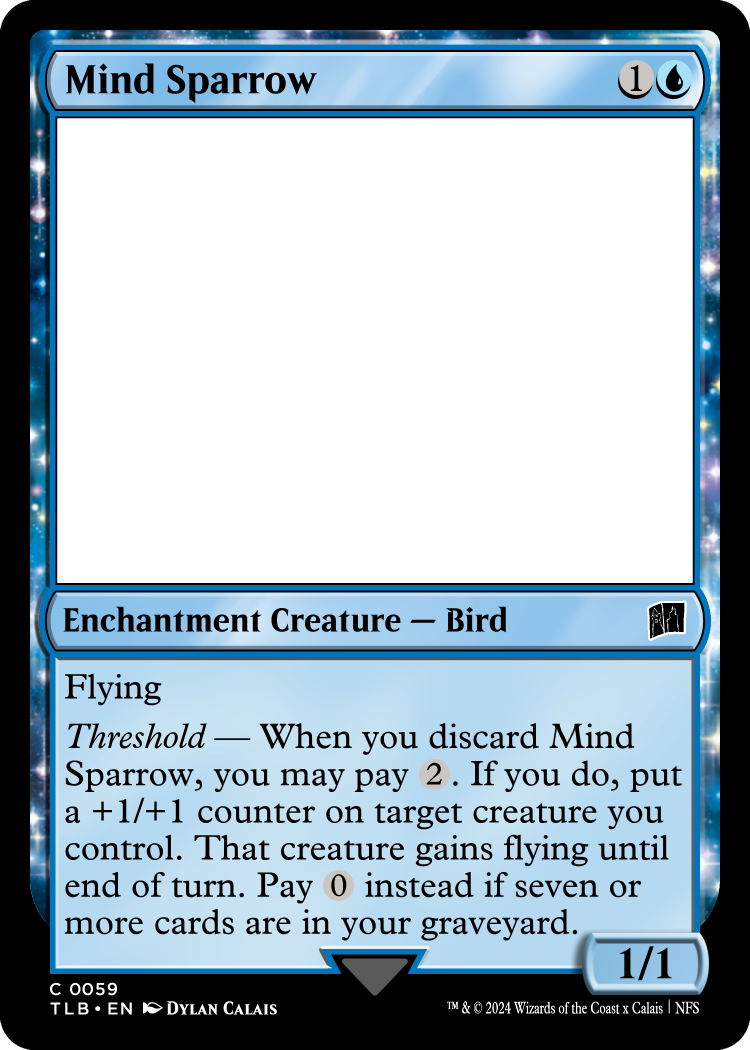 Mind Sparrow 1
Enchantment Creature — Bird
Flying
Threshold — When you discard Mind
Sparrow, you may pay 2. If you do, put
a +1/+1 counter on target creature you
control. That creature gains flying until
end of turn. Pay 0 instead if seven or
more cards are in your graveyard.
1/1
C 0059
TLB • EN DYLAN CALAIS
™ & © 2024 Wizards of the Coast x Calais | NFS